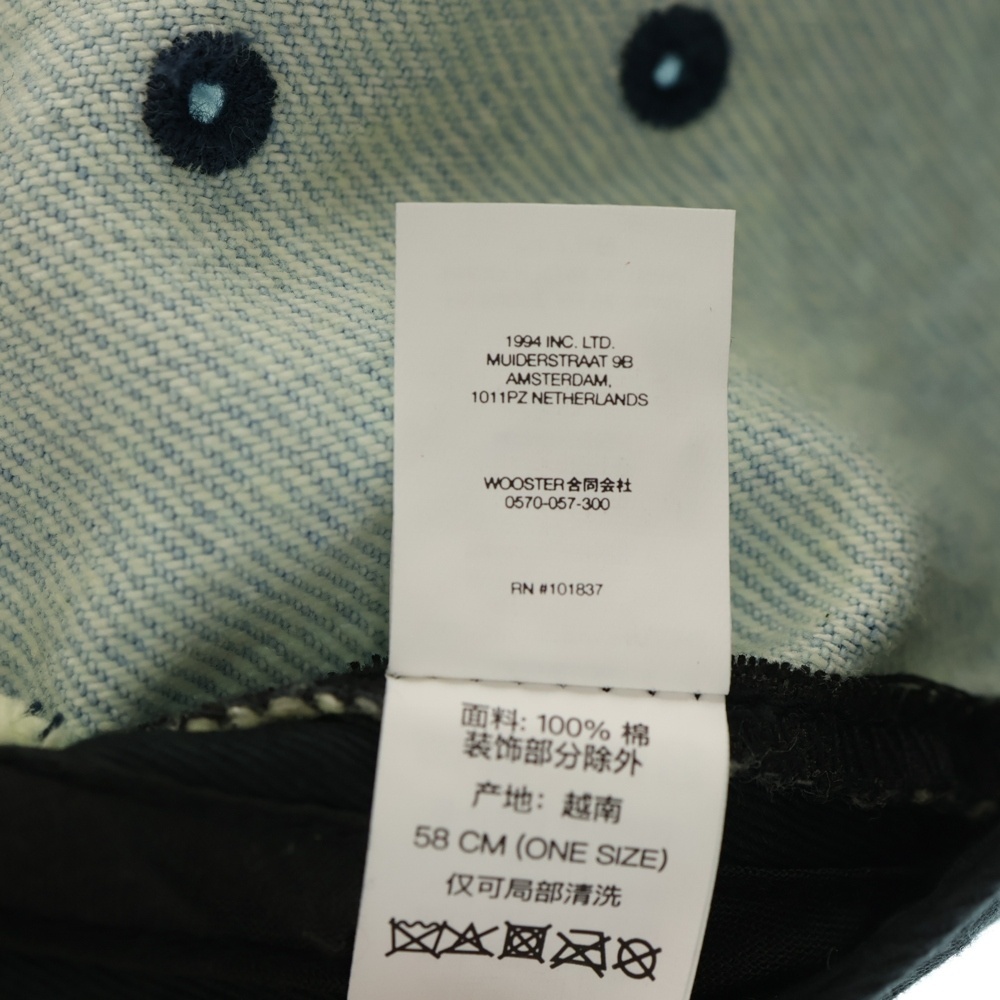 1994 INC. LTD.
MUIDERSTRAAT 9B
AMSTERDAM,
1011PZ NETHERLANDS
WOOSTER合同会社
0570-057-300
RN #101837
面料: 100% 棉
装饰部分除外
产地: 越南
58 CM (ONE SIZE)
仅可局部清洗